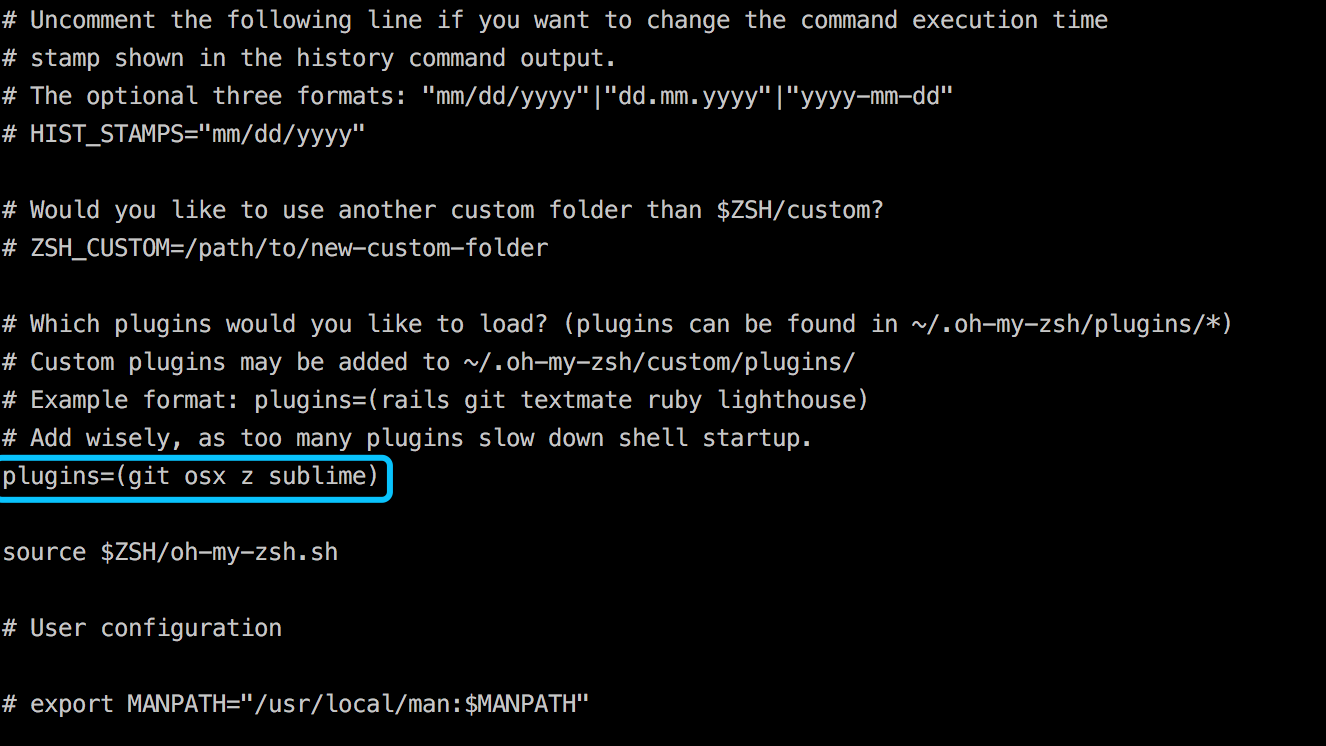 # Uncomment the following line if you want to change the command execution time
# stamp shown in the history command output.
# The optional three formats: "mm/dd/yyyy"|"dd.mm.yyyy"|"yyyy-mm-dd"
# HIST_STAMPS="mm/dd/yyyy"
# Would you like to use another custom folder than $ZSH/custom?
# ZSH_CUSTOM=/path/to/new-custom-folder
# Which plugins would you like to load? (plugins can be found in ~/.oh-my-zsh/plugins/*)
# Custom plugins may be added to ~/.oh-my-zsh/custom/plugins/
# Example format: plugins=(rails git textmate ruby lighthouse)
# Add wisely, as too many plugins slow down shell startup.
plugins=(git osx z sublime)
source $ZSH/oh-my-zsh.sh
# User configuration
# export MANPATH="/usr/local/man:$MANPATH"